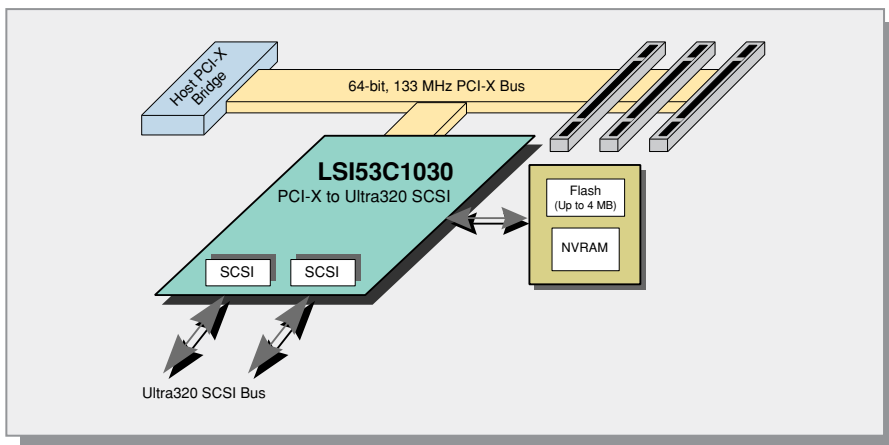 Host PCI-X
Bridge
64-bit, 133 MHz PCI-X Bus
LSI53C1030
PCI-X to Ultra320 SCSI
Flash
(Up to 4 MB)
NVRAM
SCSI
SCSI
Ultra320 SCSI Bus